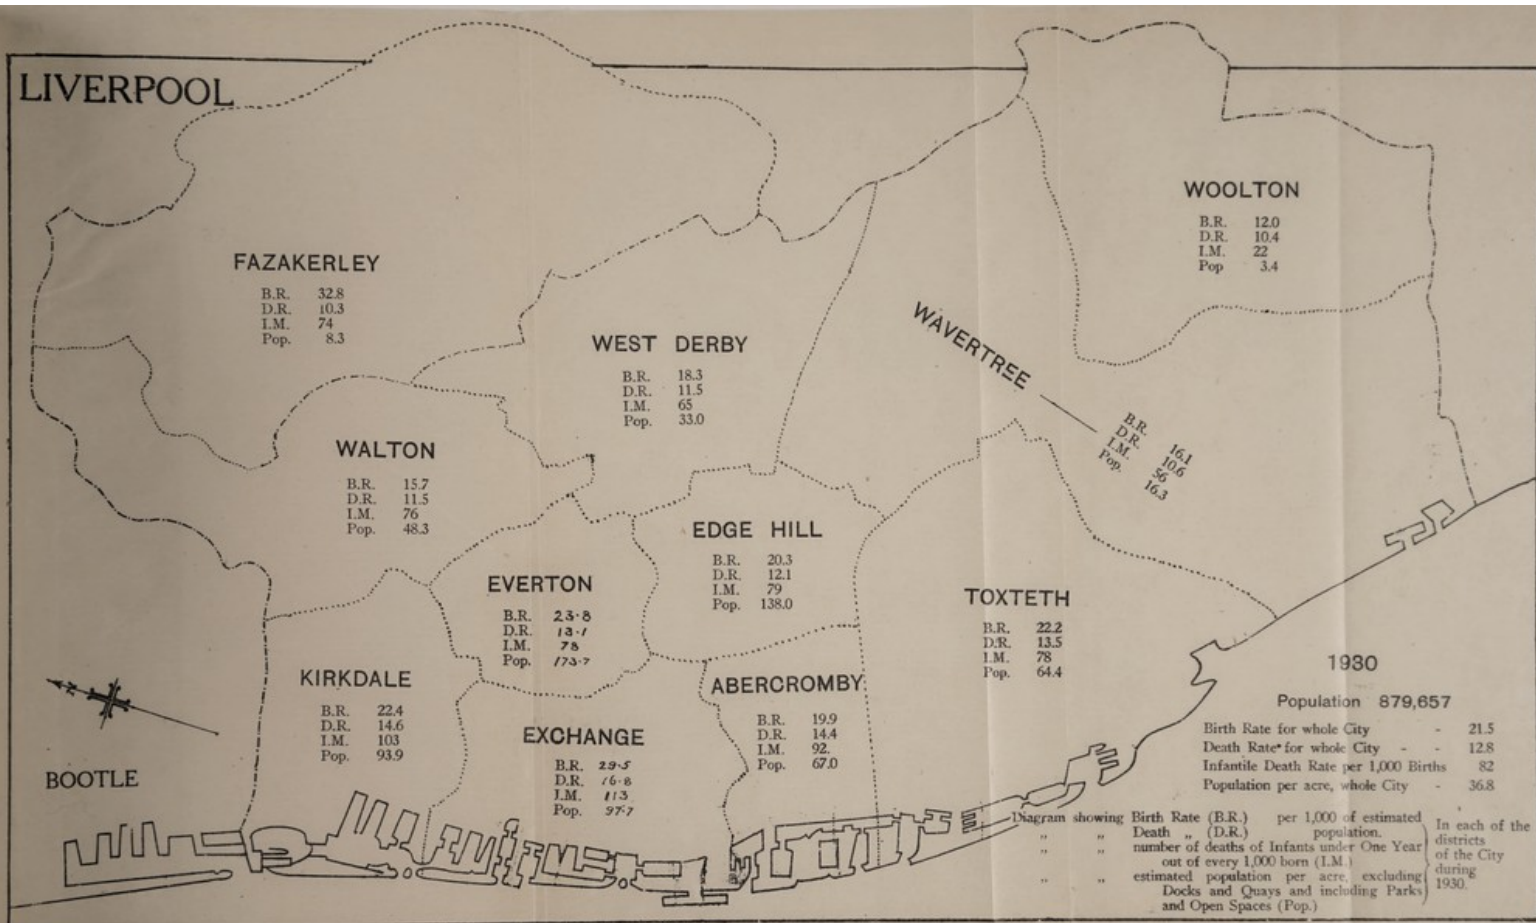 LIVERPOOL
WOOLTON
B.R. 12.0
D.R. 10.4
I.M. 22
Pop 3.4
FAZAKERLEY
B.R. 32.8
D.R. 10.3
I.M. 74
Pop. 8.3
WEST DERBY
B.R. 18.3
D.R. 11.5
I.M. 65
Pop. 33.0
WAVERTREE
B.R. 16.1
D.R. 10.6
I.M. 56
Pop. 16.3
WALTON
B.R. 15.7
D.R. 11.5
I.M. 76
Pop. 48.3
EDGE HILL
B.R. 20.3
D.R. 12.1
I.M. 79
Pop. 138.0
EVERTON
B.R. 23.8
D.R. 13.1
I.M. 78
Pop. 173.7
TOXTETH
B.R. 22.2
D.R. 13.5
I.M. 78
Pop. 64.4
KIRKDALE
B.R. 22.4
D.R. 14.6
I.M. 103
Pop. 93.9
ABERCROMBY
B.R. 19.9
D.R. 14.4
I.M. 92.
Pop. 67.0
EXCHANGE
B.R. 29.5
D.R. 16.8
I.M. 113
Pop. 97.7
N
BOOTLE
1930
Population 879,657
Birth Rate for whole City - 21.5
Death Rate for whole City - - 12.8
Infantile Death Rate per 1,000 Births 82
Population per acre, whole City - 36.8
Diagram showing Birth Rate (B.R.) per 1,000 of estimated
„ „ Death „ (D.R.) population.
„ „ number of deaths of Infants under One Year
out of every 1,000 born (I.M.)
„ „ estimated population per acre, excluding
Docks and Quays and including Parks
and Open Spaces (Pop.)
In each of the
districts
of the City
during
1930.